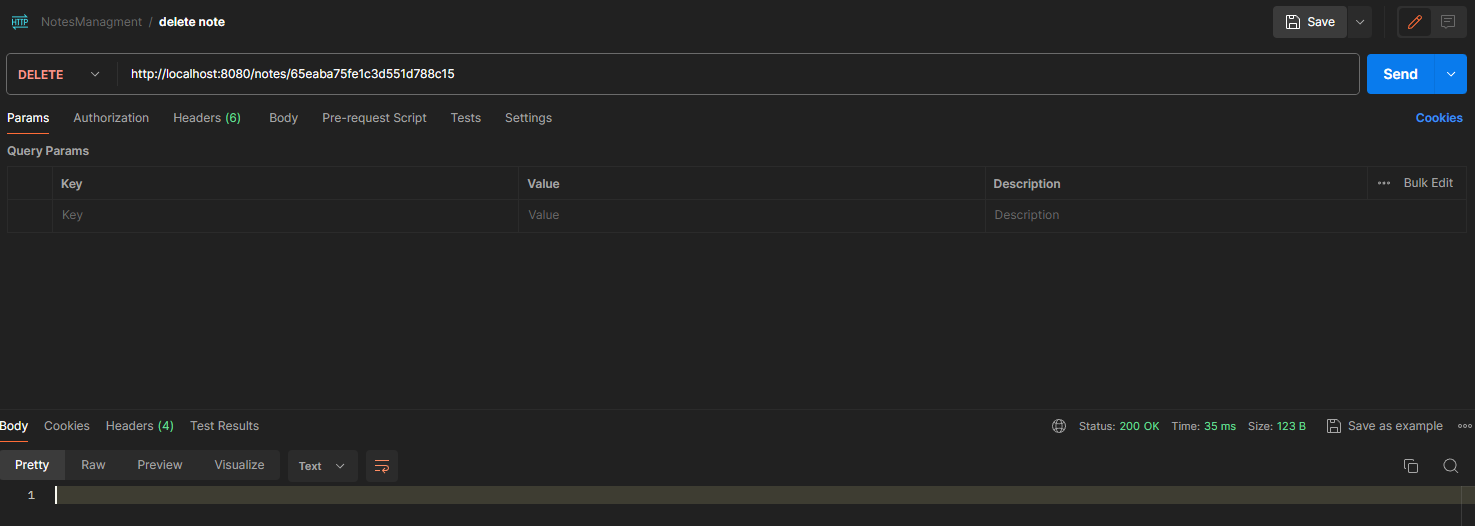 HTTP NotesManagment / delete note Save
DELETE http://localhost:8080/notes/65eaba75fe1c3d551d788c15 Send
Params Authorization Headers (6) Body Pre-request Script Tests Settings Cookies
Query Params
Key Value Description ••• Bulk Edit
Key Value Description
Body Cookies Headers (4) Test Results Status: 200 OK Time: 35 ms Size: 123 B Save as example
Pretty Raw Preview Visualize Text
1